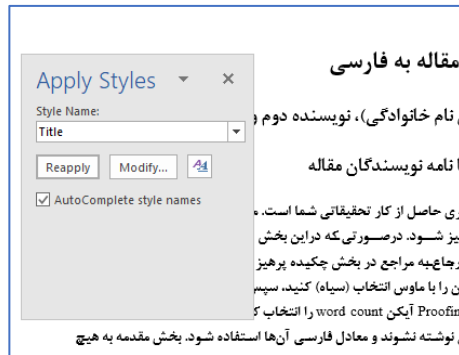 Apply Styles
Style Name:
Title
Reapply
Modify...
AutoComplete style names
مقاله به فارسی
نام خانوادگی)، نویسنده دوم و
نامه نویسندگان مقاله
ری حاصل از کار تحقیقاتی شما است.
یز شود. درصورتی‌که دراین بخش
رجاع‌به مراجع در بخش چکیده پرهیز
ن را با ماوس انتخاب (سیاه) کنید،
آیکن word count را انتخاب
نوشته نشوند و معادل فارسی آن‌ها استفاده شود. بخش مقدمه به هیچ